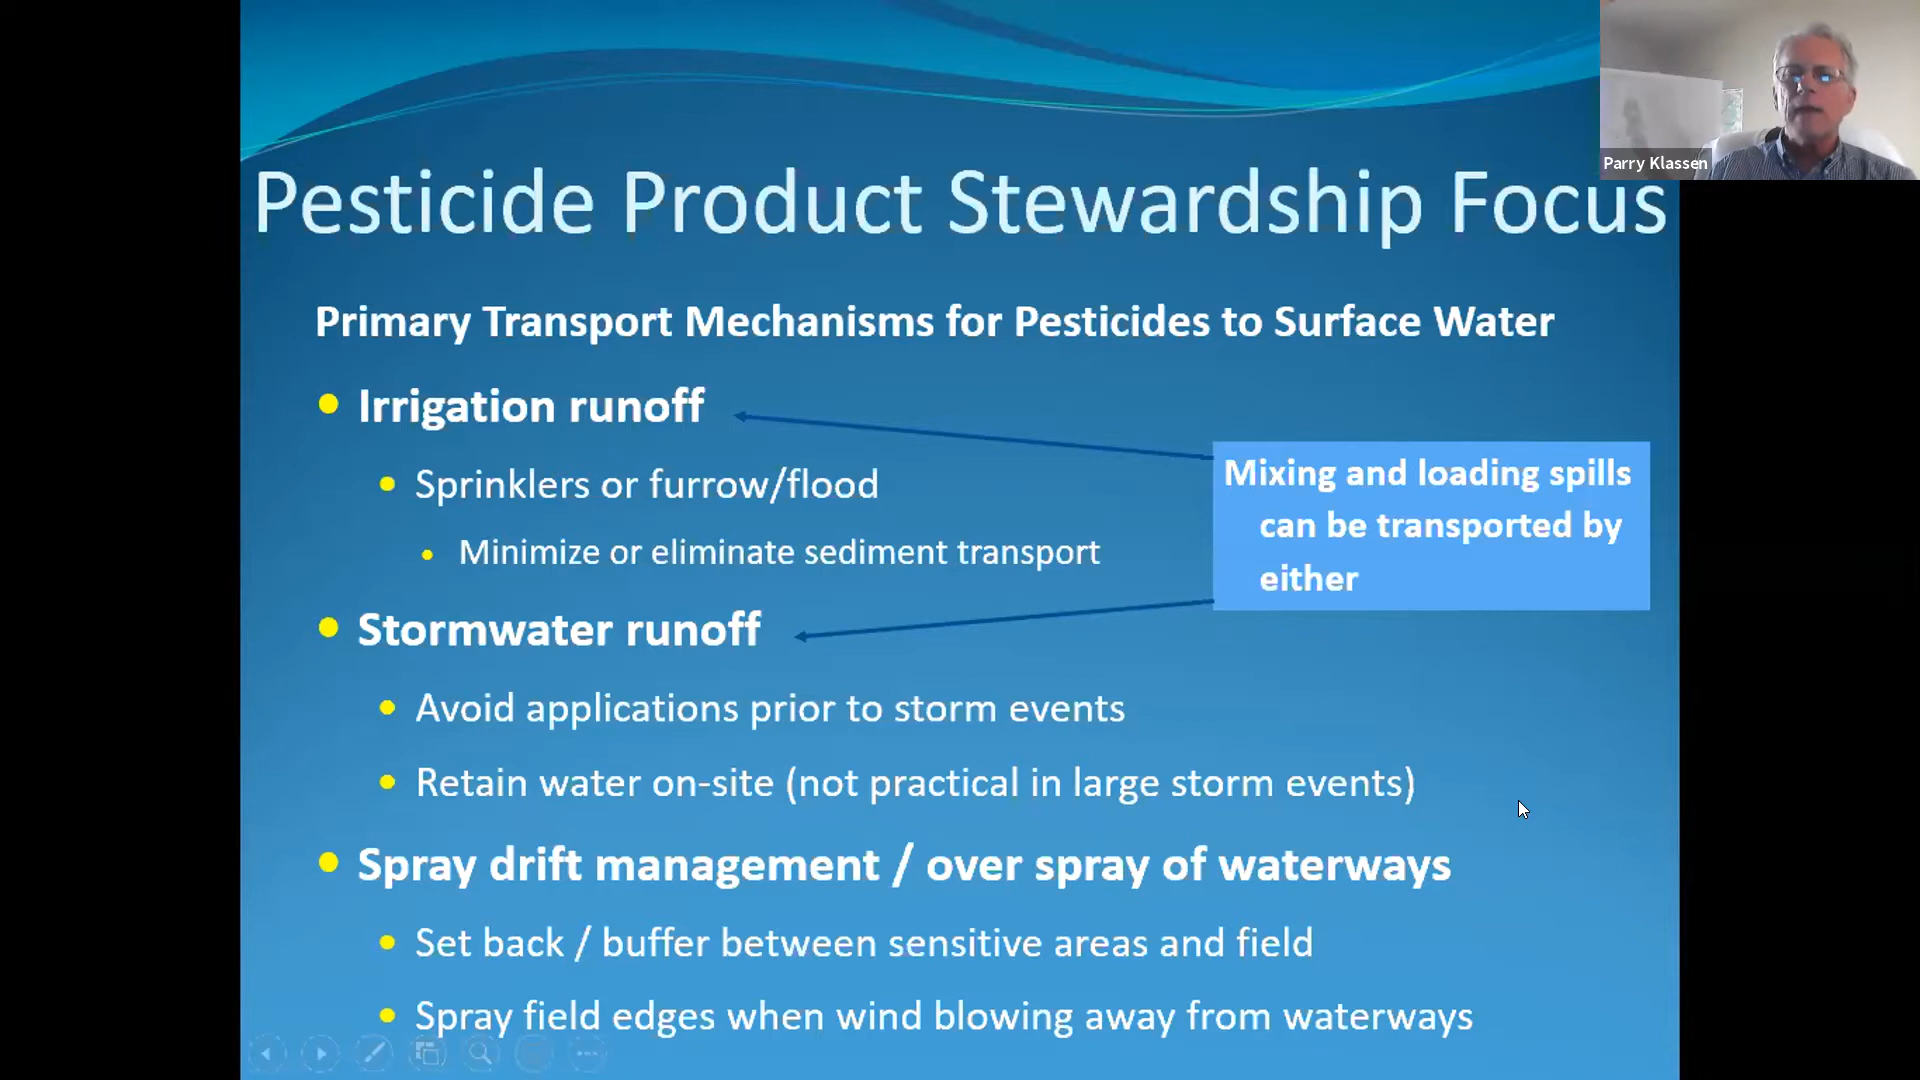 Parry Klassen
Pesticide Product Stewardship Focus
Primary Transport Mechanisms for Pesticides to Surface Water
Irrigation runoff
Sprinklers or furrow/flood
Minimize or eliminate sediment transport
Mixing and loading spills
can be transported by
either
Stormwater runoff
Avoid applications prior to storm events
Retain water on-site (not practical in large storm events)
Spray drift management / over spray of waterways
Set back / buffer between sensitive areas and field
Spray field edges when wind blowing away from waterways